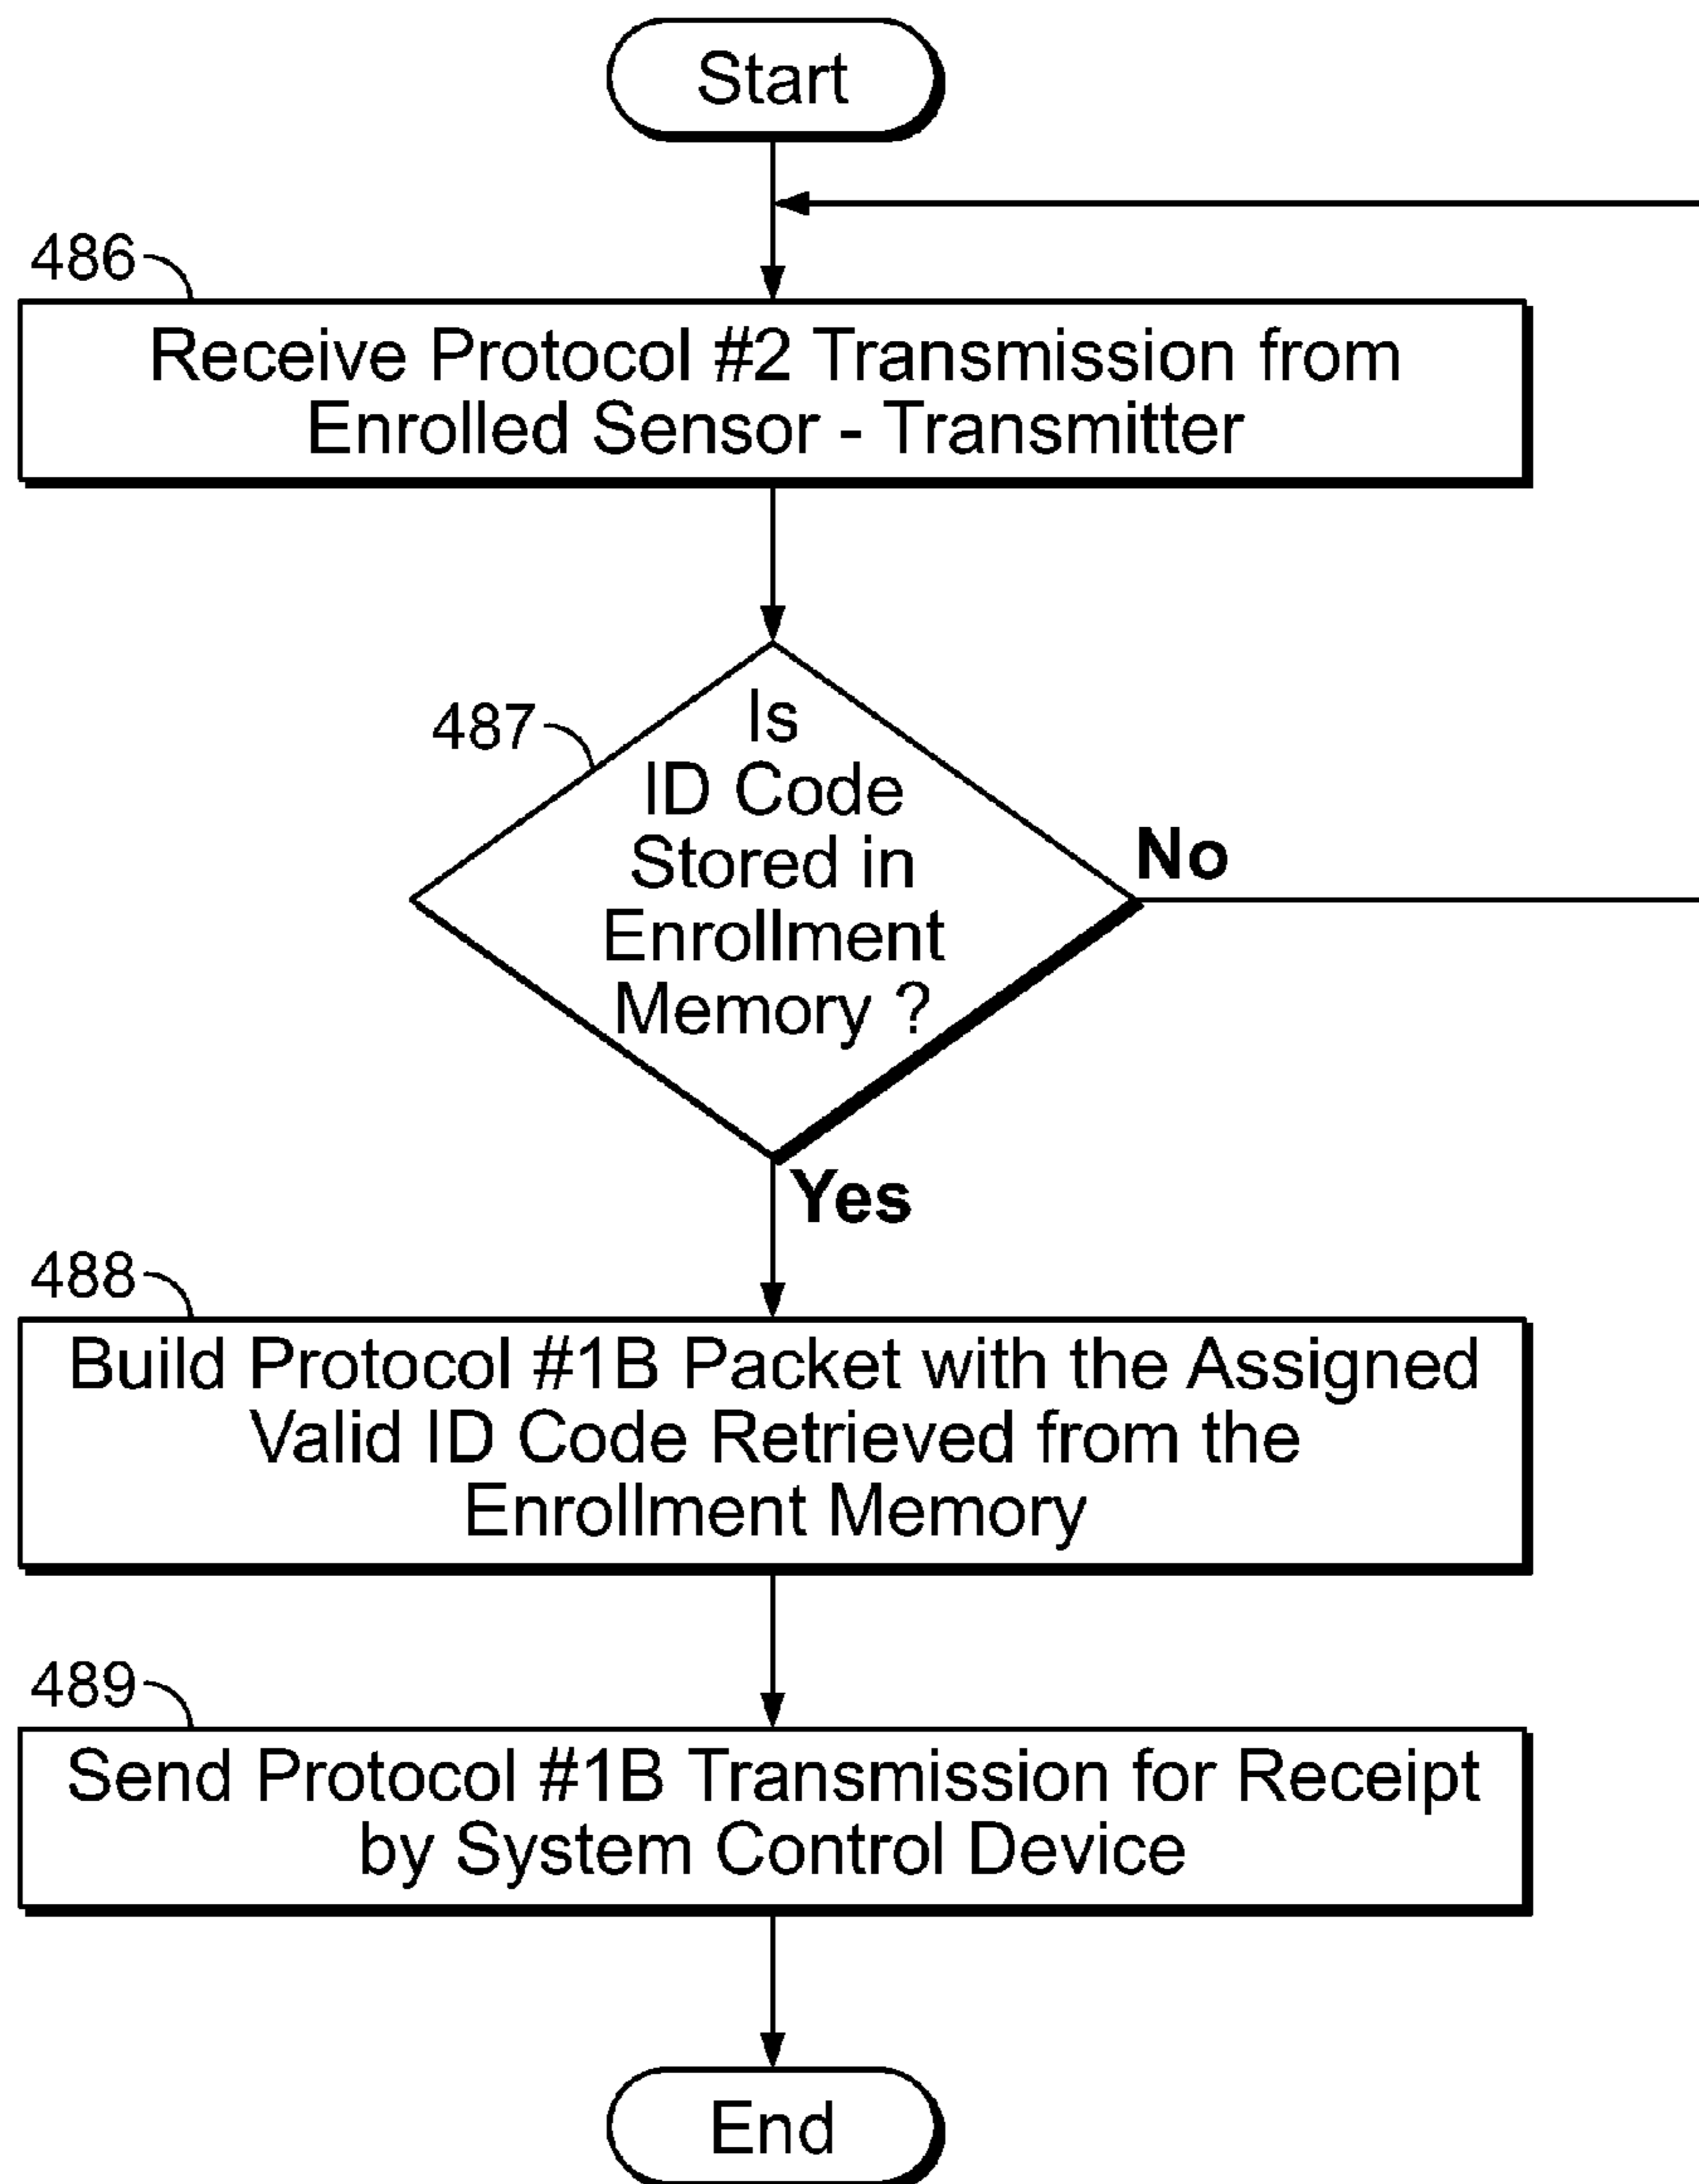 Start
486
Receive Protocol #2 Transmission from
Enrolled Sensor - Transmitter
487
Is
ID Code
Stored in
Enrollment
Memory ?
No
Yes
488
Build Protocol #1B Packet with the Assigned
Valid ID Code Retrieved from the
Enrollment Memory
489
Send Protocol #1B Transmission for Receipt
by System Control Device
End